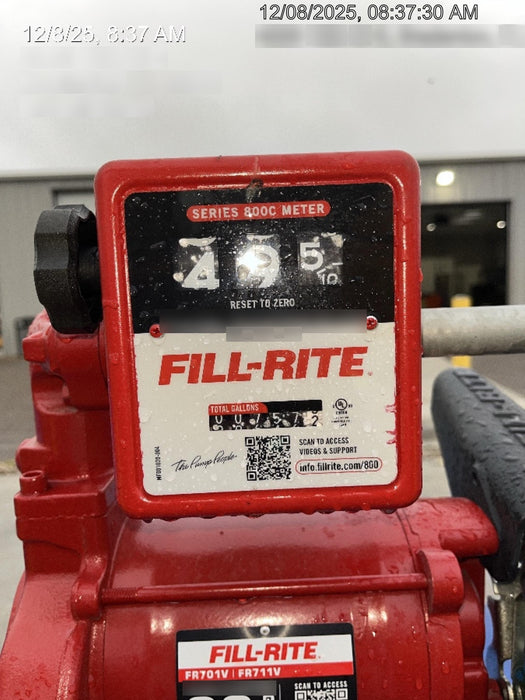 12/08/2025, 08:37:30 AM
12/8/25, 8:37 AM
SERIES 800C METER
4 9 5
10
RESET TO ZERO
FILL-RITE
TOTAL GALLONS
SCAN TO ACCESS
VIDEOS & SUPPORT
info.fillrite.com/800
The Pump People
FILL-RITE
FR701V | FR711V
SCAN TO ACCESS